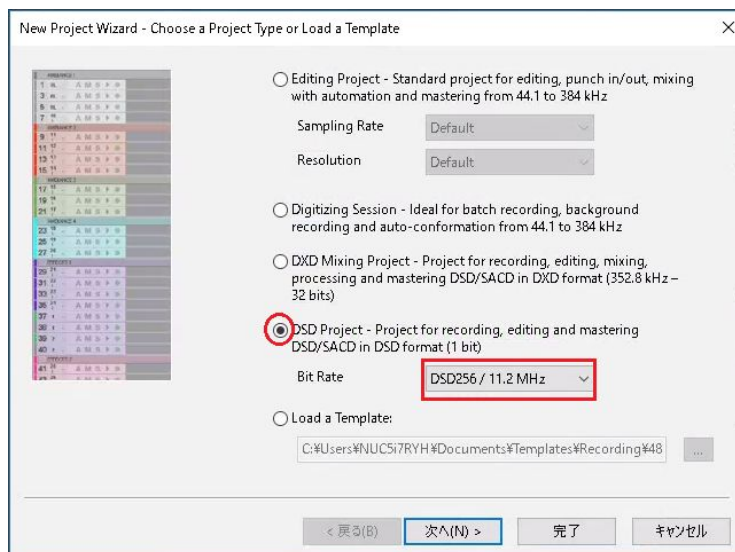 New Project Wizard - Choose a Project Type or Load a Template
Editing Project - Standard project for editing, punch in/out, mixing
with automation and mastering from 44.1 to 384 kHz
Sampling Rate
Default
Resolution
Default
Digitizing Session - Ideal for batch recording, background
recording and auto-conformation from 44.1 to 384 kHz
DXD Mixing Project - Project for recording, editing, mixing,
processing and mastering DSD/SACD in DXD format (352.8 kHz –
32 bits)
DSD Project - Project for recording, editing and mastering
DSD/SACD in DSD format (1 bit)
Bit Rate
DSD256 / 11.2 MHz
Load a Template:
C:¥Users¥NUC5i7RYH¥Documents¥Templates¥Recording¥48
...
< 戻る(B)
次へ(N) >
完了
キャンセル